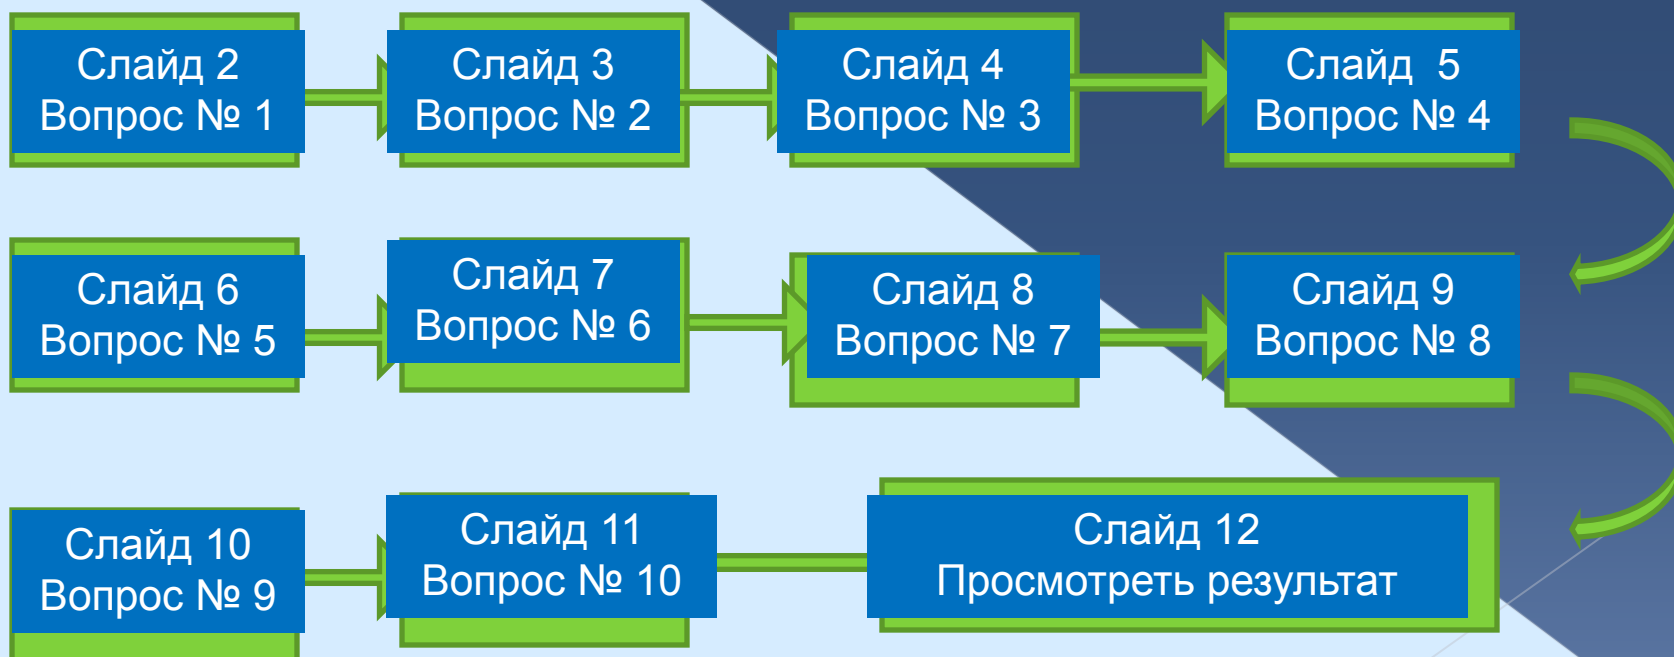 Слайд 2
Вопрос № 1
Слайд 3
Вопрос № 2
Слайд 4
Вопрос № 3
Слайд  5
Вопрос № 4
Слайд 6
Вопрос № 5
Слайд 7
Вопрос № 6
Слайд 8
Вопрос № 7
Слайд 9
Вопрос № 8
Слайд 10
Вопрос № 9
Слайд 11
Вопрос № 10
Слайд 12
Просмотреть результат